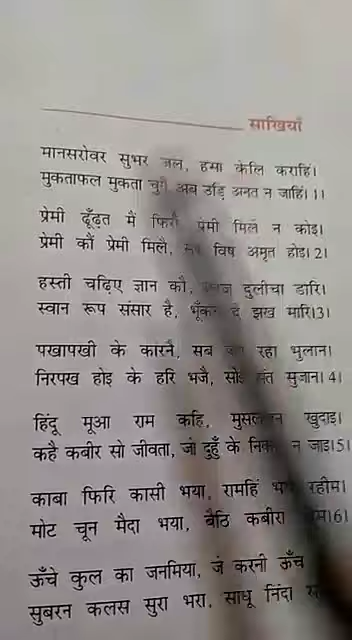 साखियाँ
मानसरोवर सुभर जल, हंसा केलि कराहिं।
मुकताफल मुकता चुगैं, अब उड़ि अनत न जाहिं।1।
प्रेमी ढूँढ़त मैं फिरौं, प्रेमी मिलै न कोइ।
प्रेमी कौं प्रेमी मिलै, सब विष अमृत होइ।2।
हस्ती चढ़िए ज्ञान कौ, दुलीचा डारि।
स्वान रूप संसार है, भूँकन दे झख मारि।3।
पखापखी के कारनै, सब रहा भुलान।
निरपख होइ के हरि भजै, सोई संत सुजान।4।
हिंदू मूआ राम कहि, मुसलमान खुदाइ।
कहै कबीर सो जीवता, जो दुहुँ के निकटि न जाइ।5।
काबा फिरि कासी भया, रामहिं भया रहीम।
मोट चून मैदा भया, बैठि कबीरा जीम।6।
ऊँचे कुल का जनमिया, जे करनी ऊँच
सुबरन कलस सुरा भरा, साधू निंदा